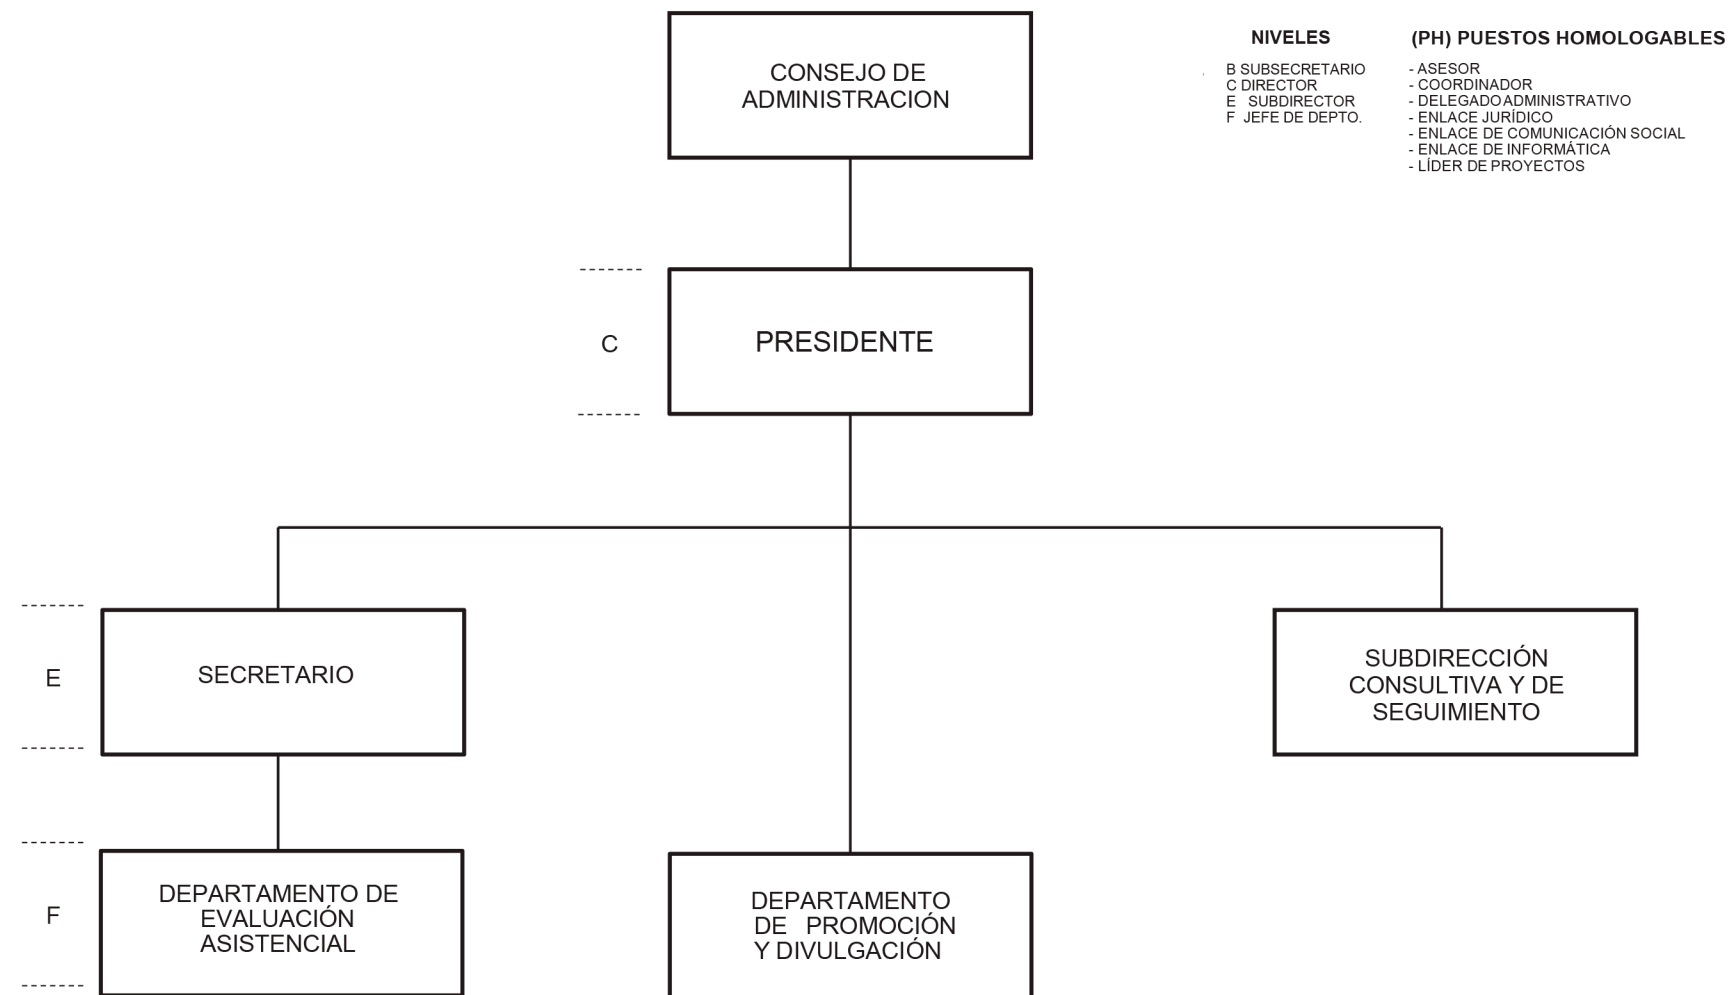 CONSEJO DE
ADMINISTRACION
NIVELES
B SUBSECRETARIO
C DIRECTOR
E SUBDIRECTOR
F JEFE DE DEPTO.
(PH) PUESTOS HOMOLOGABLES
- ASESOR
- COORDINADOR
- DELEGADO ADMINISTRATIVO
- ENLACE JURÍDICO
- ENLACE DE COMUNICACIÓN SOCIAL
- ENLACE DE INFORMÁTICA
- LÍDER DE PROYECTOS
C
PRESIDENTE
E
SECRETARIO
SUBDIRECCIÓN
CONSULTIVA Y DE
SEGUIMIENTO
F
DEPARTAMENTO DE
EVALUACIÓN
ASISTENCIAL
DEPARTAMENTO
DE PROMOCIÓN
Y DIVULGACIÓN